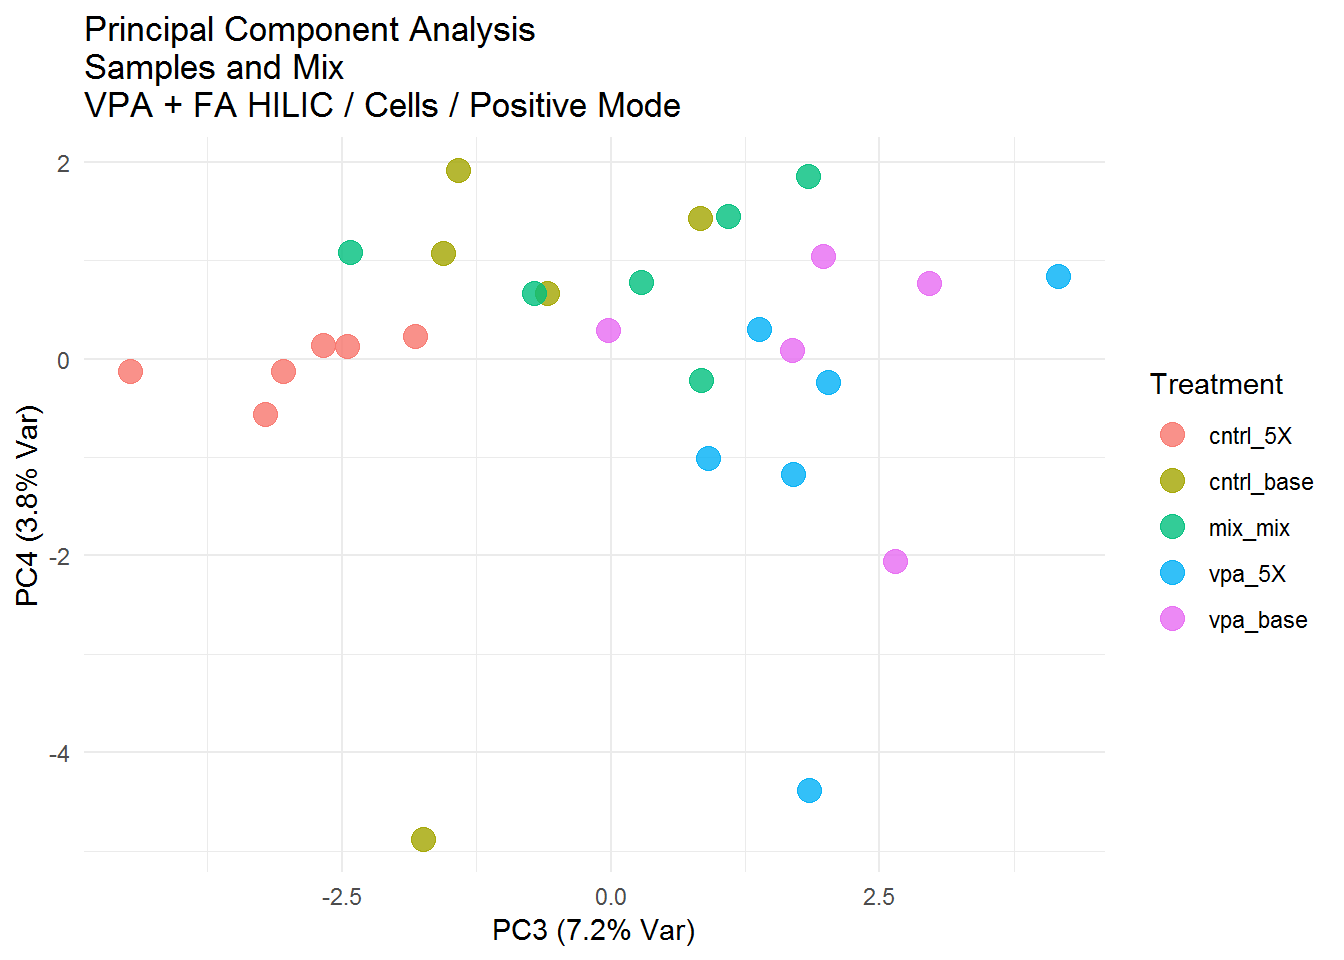 Principal Component Analysis
Samples and Mix
VPA + FA HILIC / Cells / Positive Mode
2
0
-2
-4
PC4 (3.8% Var)
-2.5
0.0
2.5
PC3 (7.2% Var)
Treatment
cntrl_5X
cntrl_base
mix_mix
vpa_5X
vpa_base